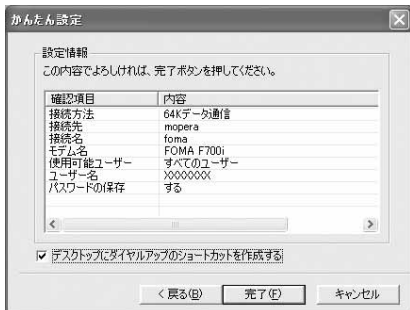 かんたん設定
設定情報
この内容でよろしければ、完了ボタンを押してください。
確認項目 内容
接続方法 64Kデータ通信
接続先 mopera
接続名 foma
モデム名 FOMA F700i
使用可能ユーザー すべてのユーザー
ユーザー名 XXXXXXX
パスワードの保存 する
デスクトップにダイヤルアップのショートカットを作成する
< 戻る(B) 完了(F) キャンセル